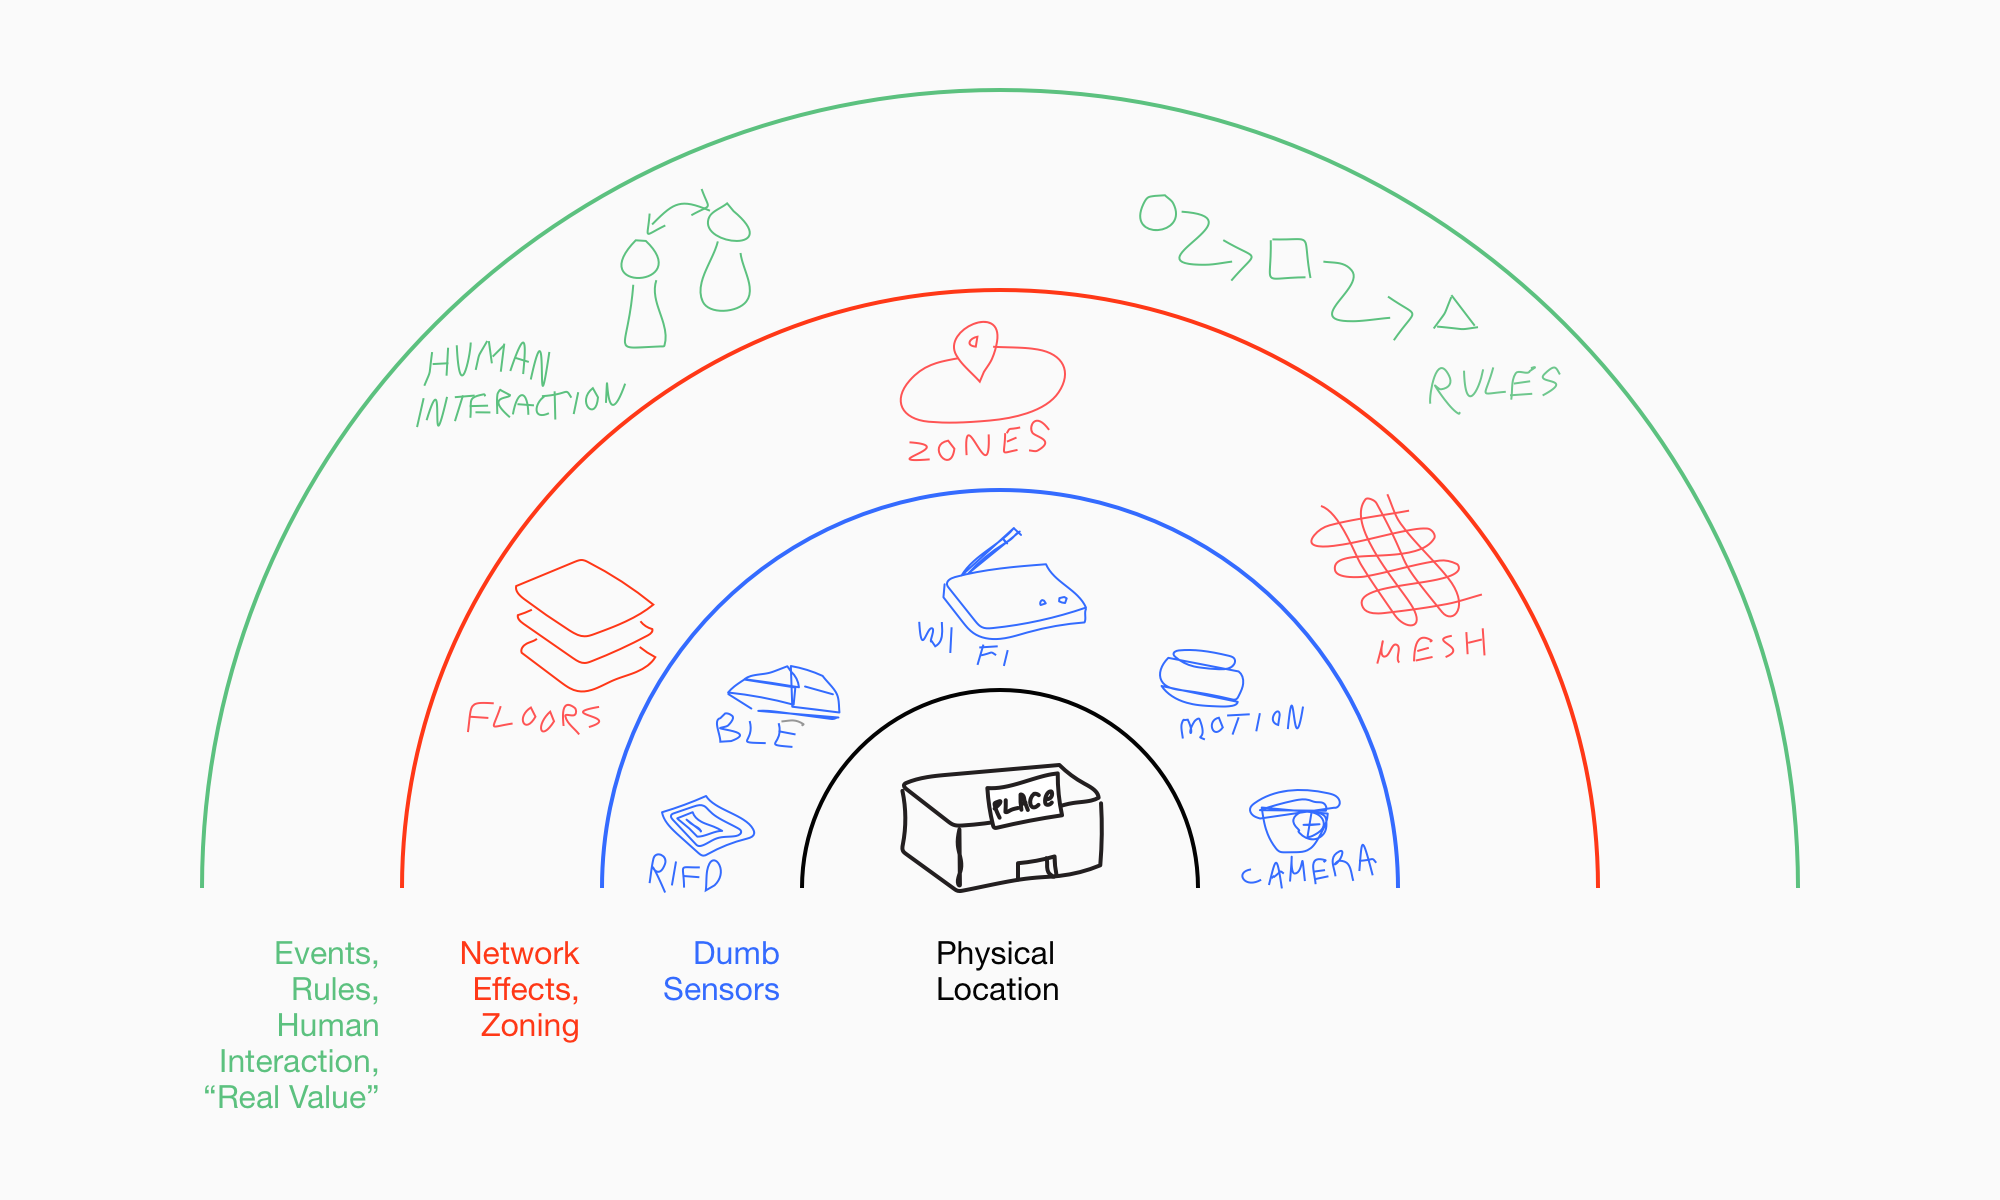 HUMAN
INTERACTION
RULES
ZONES
FLOORS
MESH
WI
FI
BLE
MOTION
RIFD
CAMERA
PLACe
Events,
Rules,
Human
Interaction,
“Real Value”
Network
Effects,
Zoning
Dumb
Sensors
Physical
Location